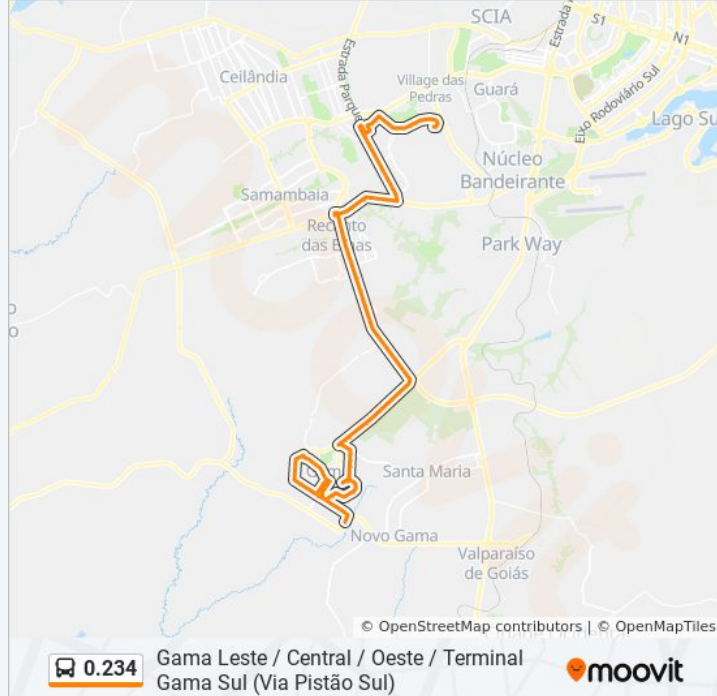 SCIA
Estrada
S1
N1
Estrada Parque
Ceilândia
Village das
Pedras
Guará
Eixo Rodoviário Sul
Lago Su
Núcleo
Bandeirante
Samambaia
Recanto
das Emas
Park Way
o
Santa Maria
Novo Gama
Valparaíso
de Goiás
© OpenStreetMap contributors | © OpenMapTiles
0.234
Gama Leste / Central / Oeste / Terminal
Gama Sul (Via Pistão Sul)
moovit